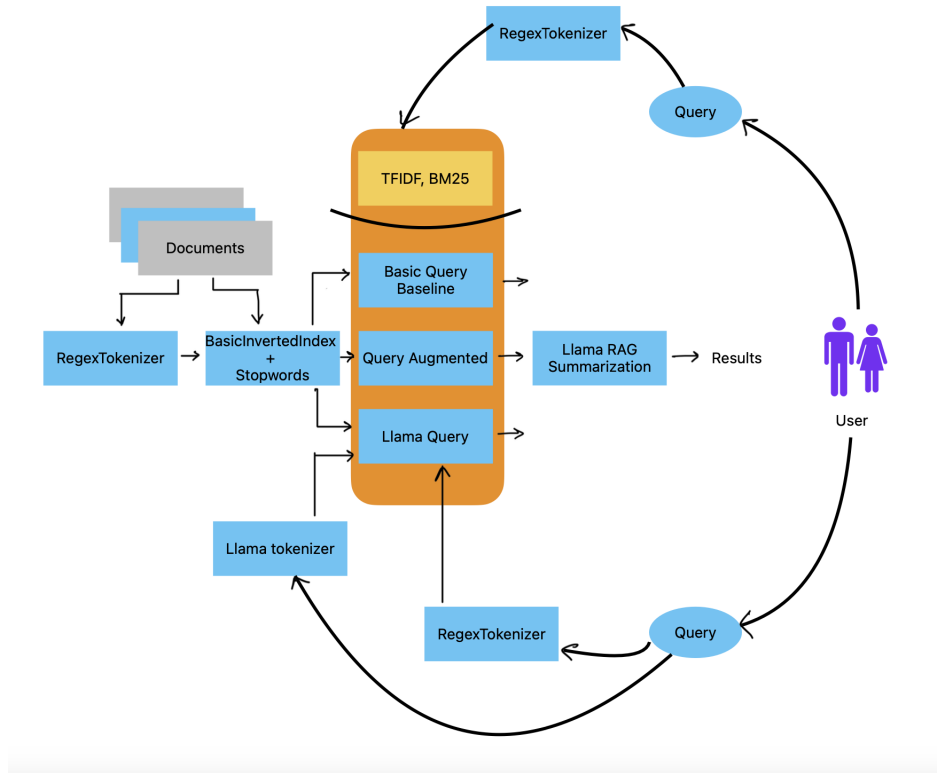 RegexTokenizer
Query
TFIDF, BM25
Documents
Basic Query
Baseline
RegexTokenizer
BasicInvertedIndex
+
Stopwords
Query Augmented
Llama RAG
Summarization
Results
User
Llama Query
Llama tokenizer
RegexTokenizer
Query